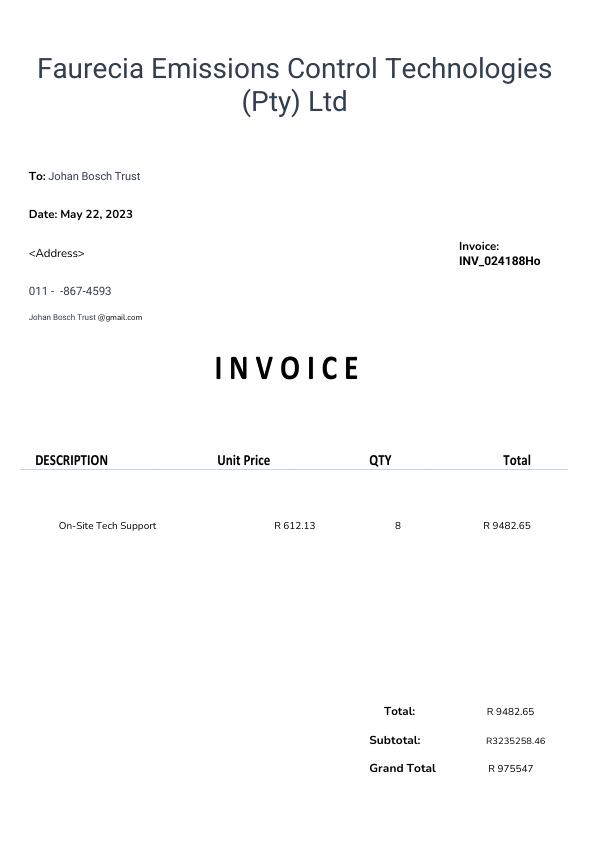 Faurecia Emissions Control Technologies
(Pty) Ltd
To: Johan Bosch Trust
Date: May 22, 2023
<Address>
Invoice:
INV_024188Ho
011 -  -867-4593
Johan Bosch Trust @gmail.com
INVOICE
DESCRIPTION Unit Price QTY Total
On-Site Tech Support R 612.13 8 R 9482.65
Total: R 9482.65
Subtotal: R3235258.46
Grand Total R 975547